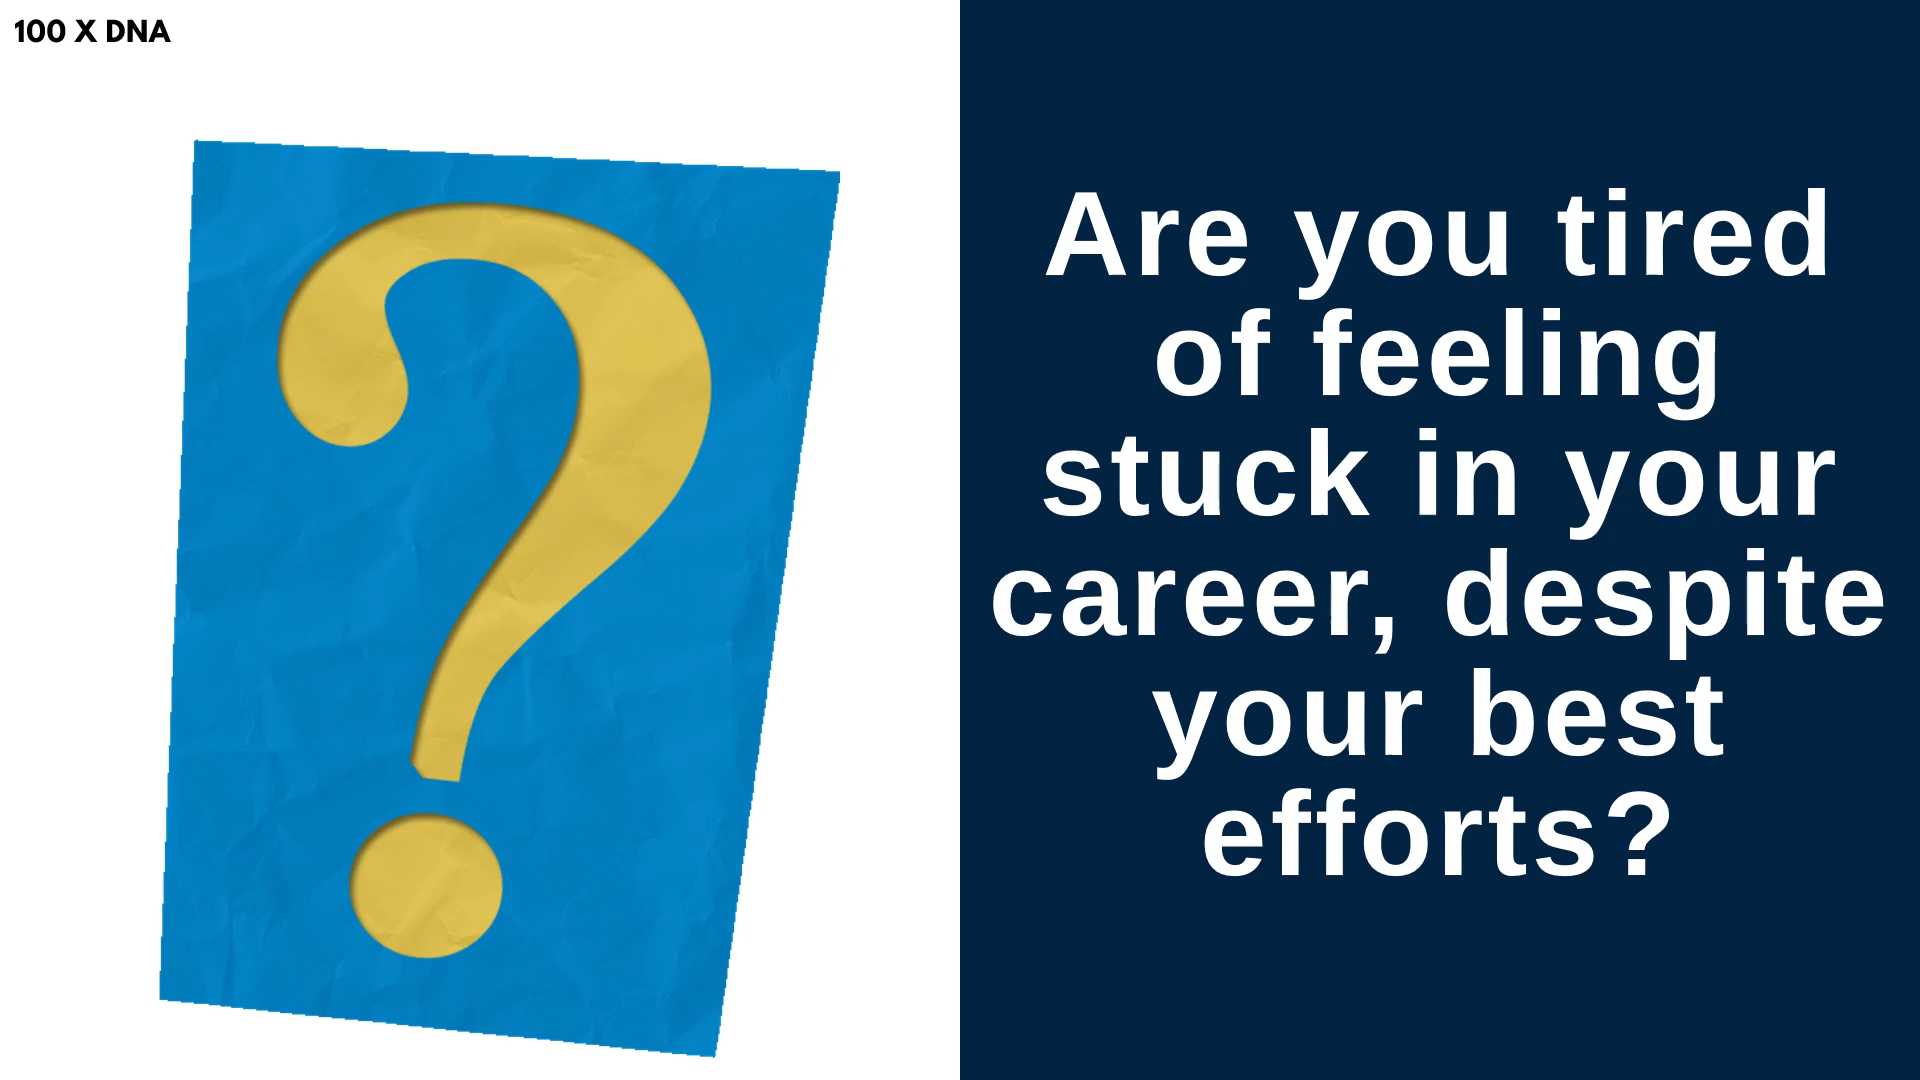 100 X DNA
?
Are you tired
of feeling
stuck in your
career, despite
your best
efforts?